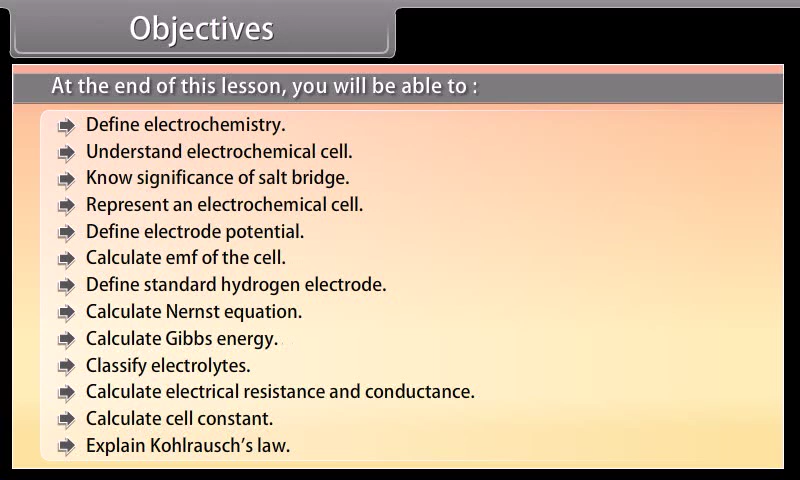 Objectives
At the end of this lesson, you will be able to :
Define electrochemistry.
Understand electrochemical cell.
Know significance of salt bridge.
Represent an electrochemical cell.
Define electrode potential.
Calculate emf of the cell.
Define standard hydrogen electrode.
Calculate Nernst equation.
Calculate Gibbs energy.
Classify electrolytes.
Calculate electrical resistance and conductance.
Calculate cell constant.
Explain Kohlrausch's law.